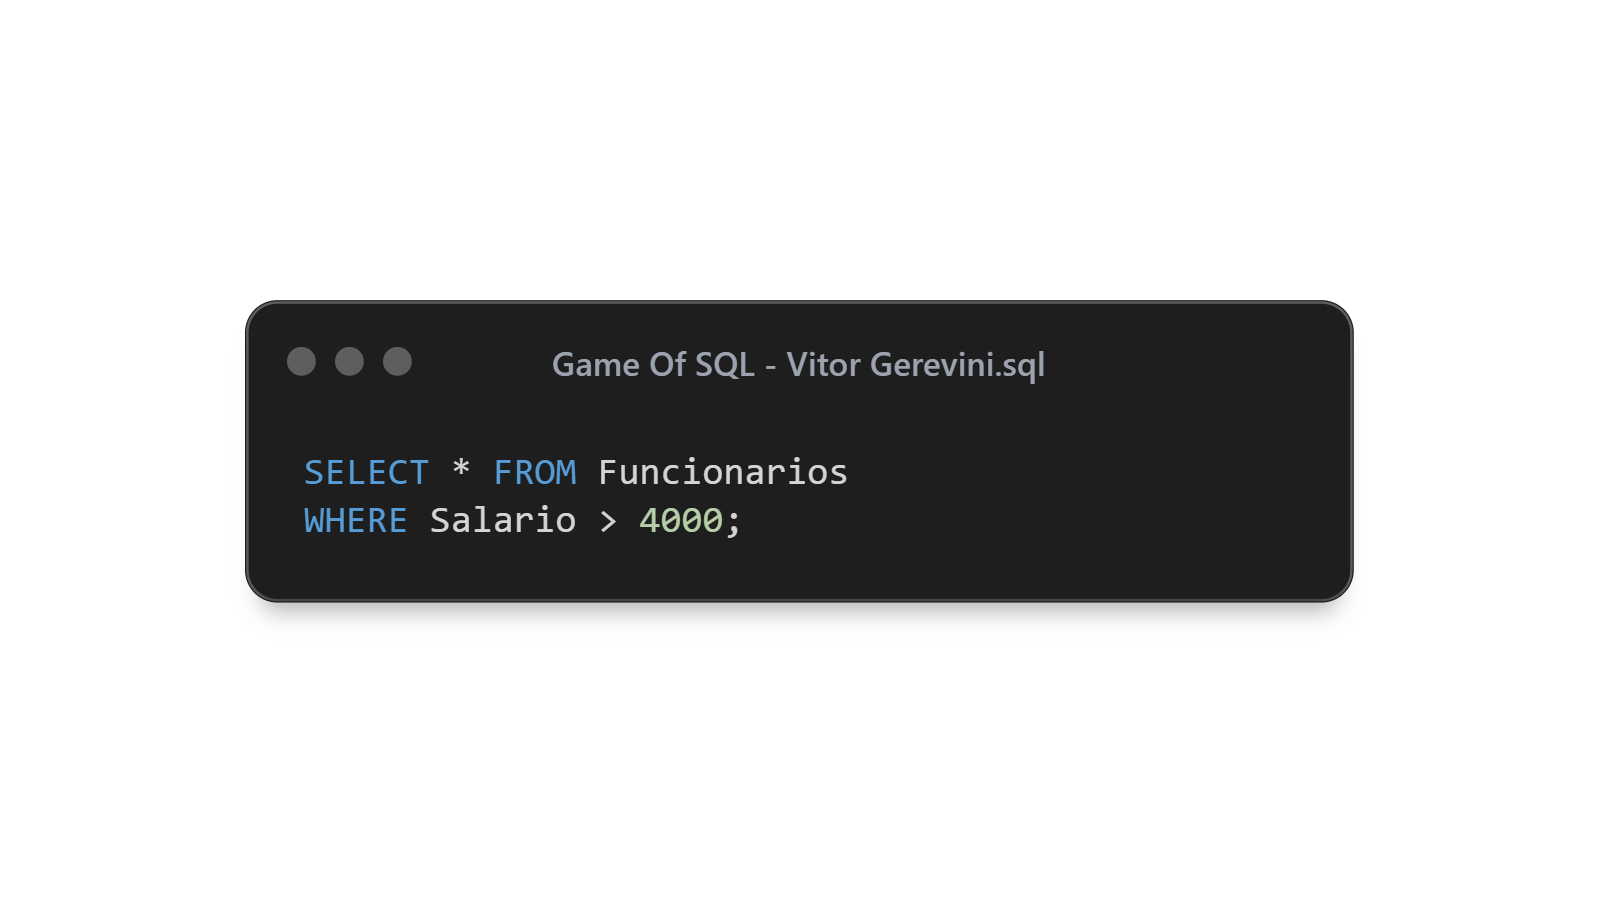 Game Of SQL - Vitor Gerevini.sql
SELECT * FROM Funcionarios
WHERE Salario > 4000;